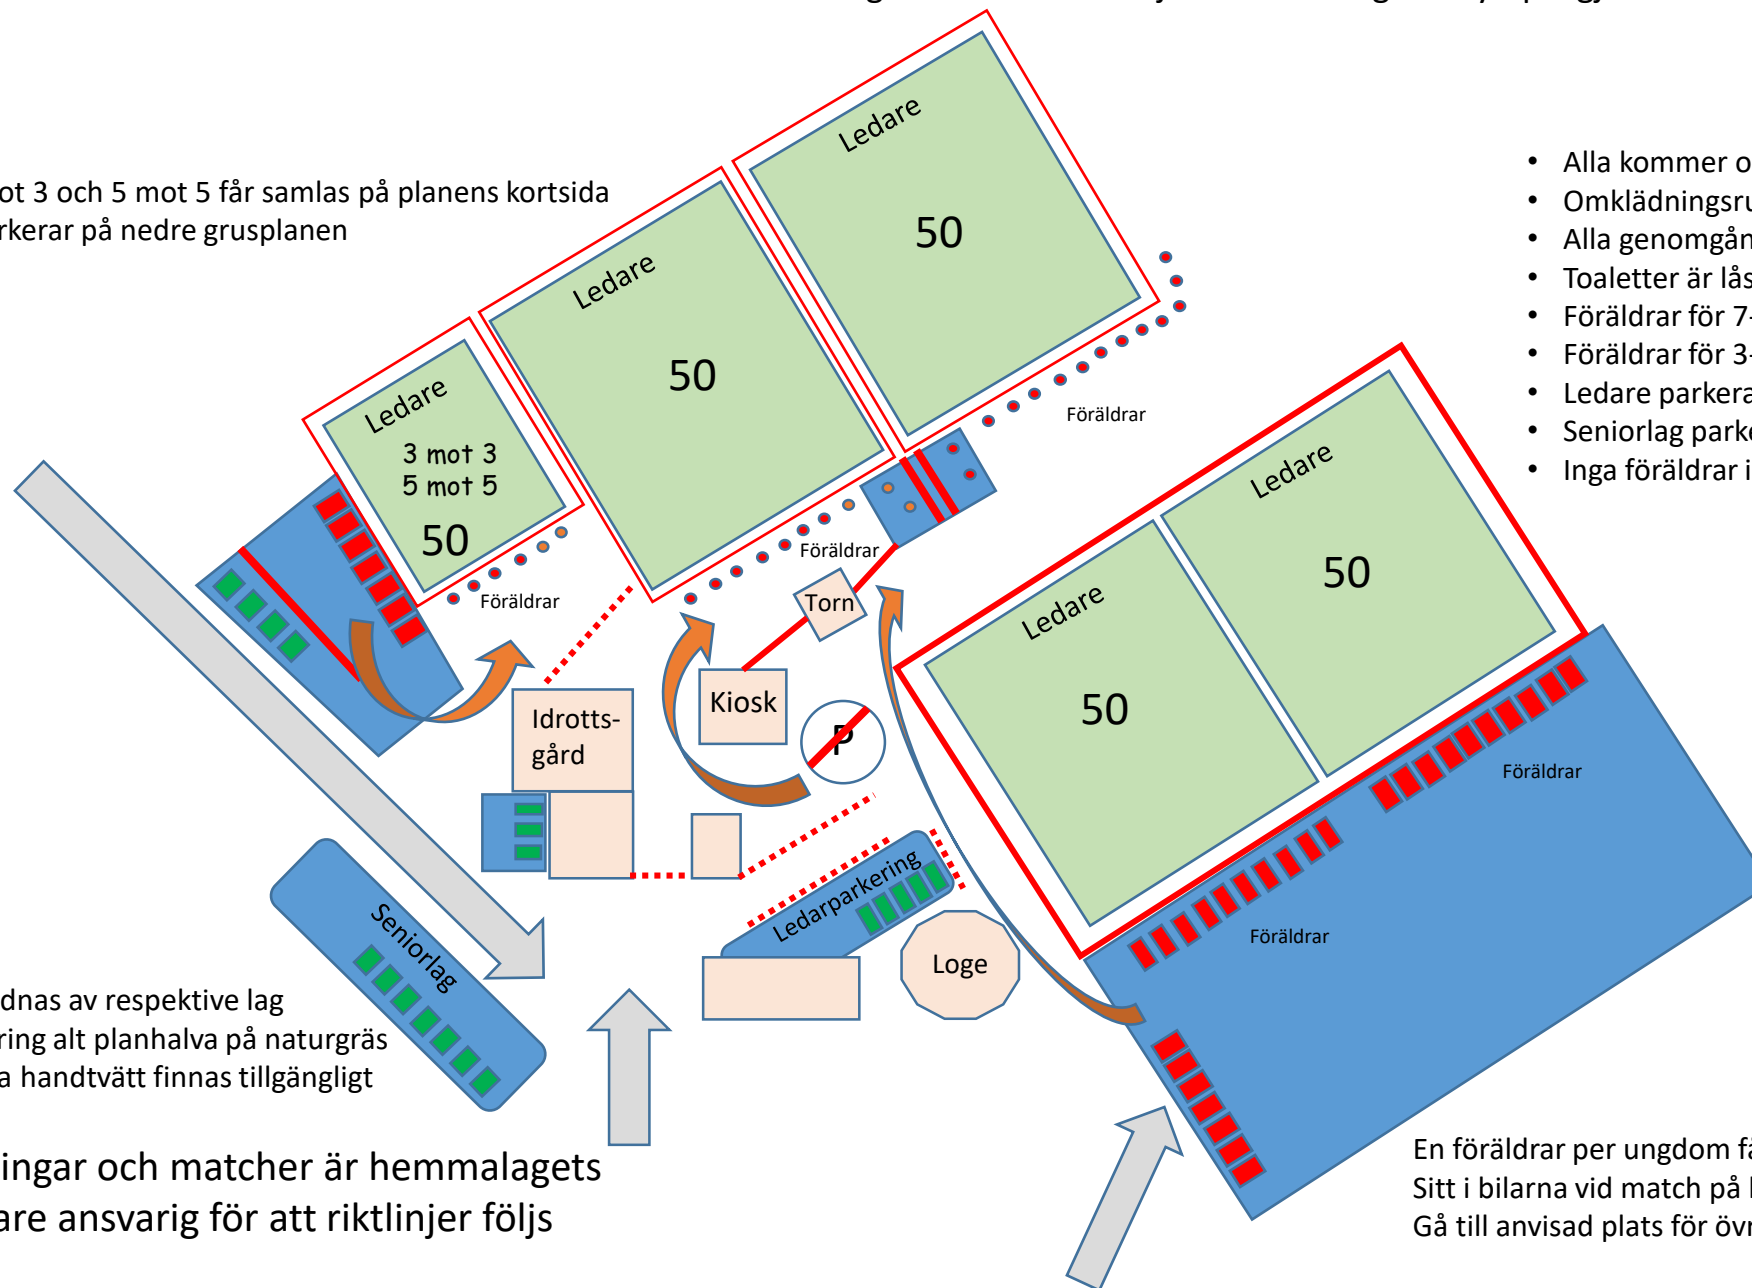 ot 3 och 5 mot 5 får samlas på planens kortsida
rkerar på nedre grusplanen
Ledare
50
Ledare
50
Ledare
3 mot 3
5 mot 5
50
Föräldrar
Föräldrar
Föräldrar
• Alla kommer o
• Omklädningsru
• Alla genomgån
• Toaletter är lås
• Föräldrar för 7-
• Föräldrar för 3-
• Ledare parkera
• Seniorlag parke
• Inga föräldrar i
Ledare
50
Ledare
50
Torn
Kiosk
P
Idrotts-
gård
Föräldrar
Föräldrar
Ledarparkering
Loge
Seniorlag
dnas av respektive lag
ring alt planhalva på naturgräs
a handtvätt finnas tillgängligt
ingar och matcher är hemmalagets
are ansvarig för att riktlinjer följs
En föräldrar per ungdom få
Sitt i bilarna vid match på
Gå till anvisad plats för övr